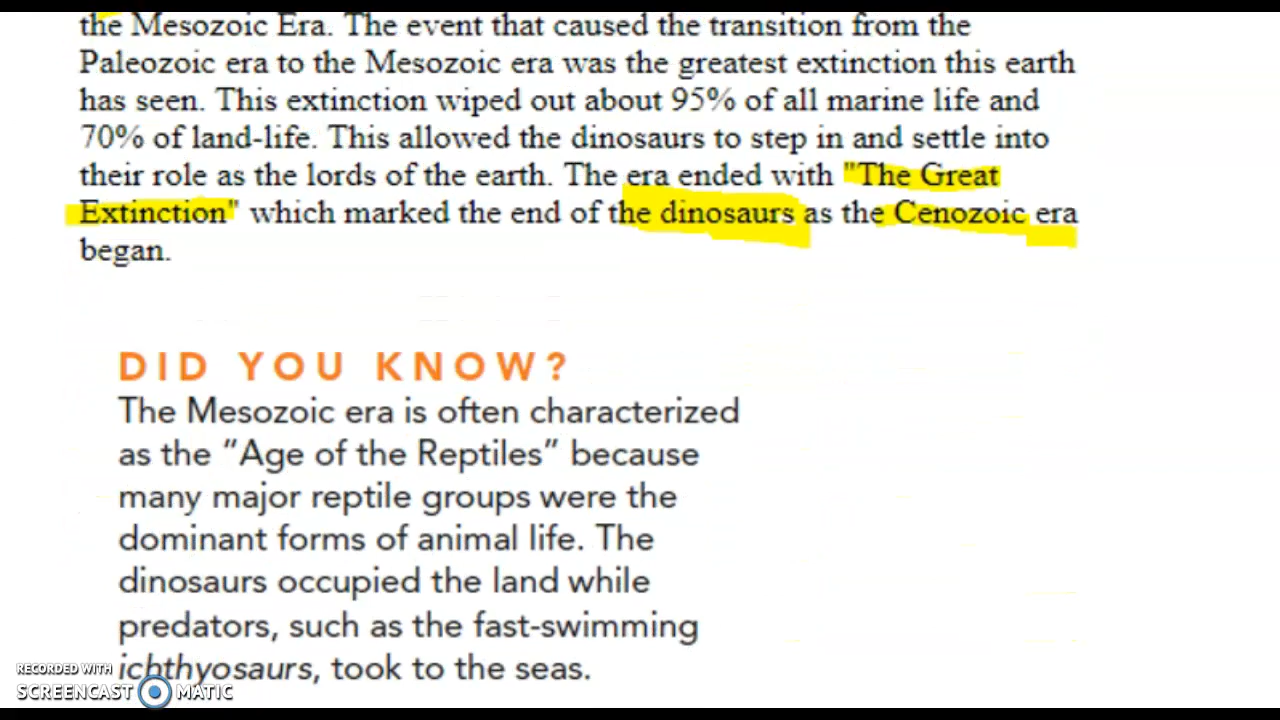 the Mesozoic Era. The event that caused the transition from the
Paleozoic era to the Mesozoic era was the greatest extinction this earth
has seen. This extinction wiped out about 95% of all marine life and
70% of land-life. This allowed the dinosaurs to step in and settle into
their role as the lords of the earth. The era ended with "The Great
Extinction" which marked the end of the dinosaurs as the Cenozoic era
began.
DID YOU KNOW?
The Mesozoic era is often characterized
as the “Age of the Reptiles” because
many major reptile groups were the
dominant forms of animal life. The
dinosaurs occupied the land while
predators, such as the fast-swimming
ichthyosaurs, took to the seas.
RECORDED WITH
SCREENCAST MATIC